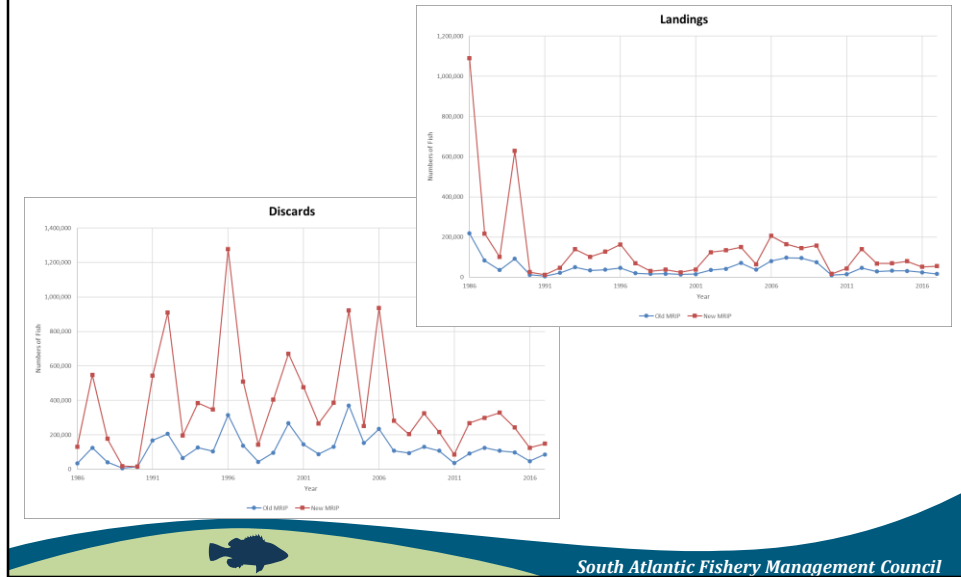 Landings
1,200,000
1,000,000
800,000
600,000
400,000
200,000
0
Numbers of Fish
1986 1991 1996 2001 2006 2011 2016
Year
Old MRIP New MRIP
Discards
1,400,000
1,200,000
1,000,000
800,000
600,000
400,000
200,000
0
Numbers of Fish
1986 1991 1996 2001 2006 2011 2016
Year
Old MRIP New MRIP
South Atlantic Fishery Management Council